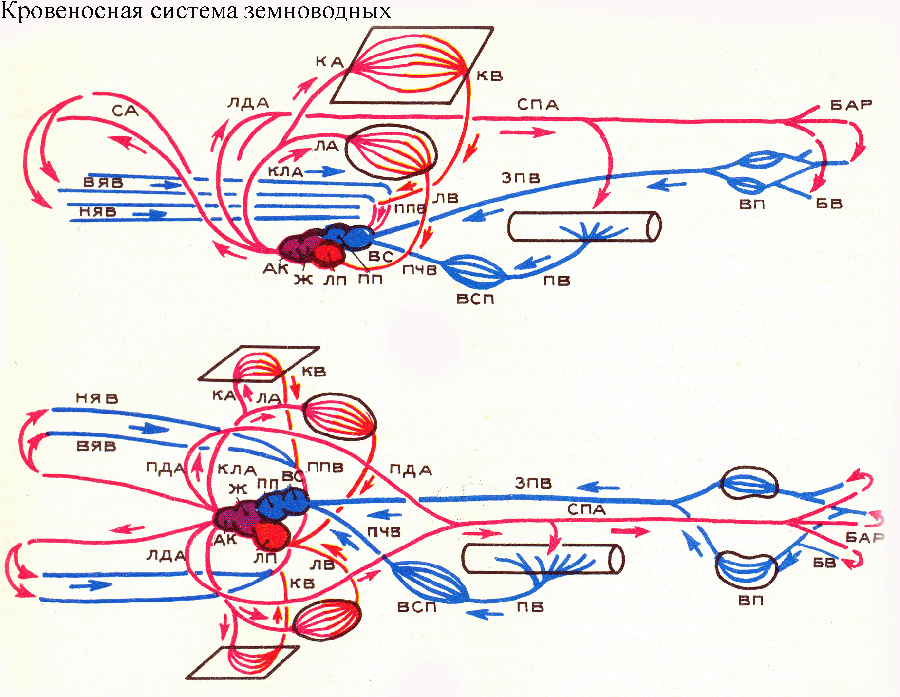 Кровеносная система земноводных
КА
КВ
СА
ЛДА
СПА
БАР
ЛА
КЛА
ВЯВ
ЗПВ
ЛВ
ВП
БВ
НЯВ
ППВ
АК
Ж
ЛП
ПП
ВС
ПЧВ
ВСП
ПВ
КВ
КА
ЛА
НЯВ
ВЯВ
ПДА
КЛА
ППВ
ПДА
Ж
ПП
ВС
ЗПВ
СПА
АК
ПЧВ
БАР
ЛДА
ЛП
ЛВ
БВ
КВ
ВСП
ПВ
ВП